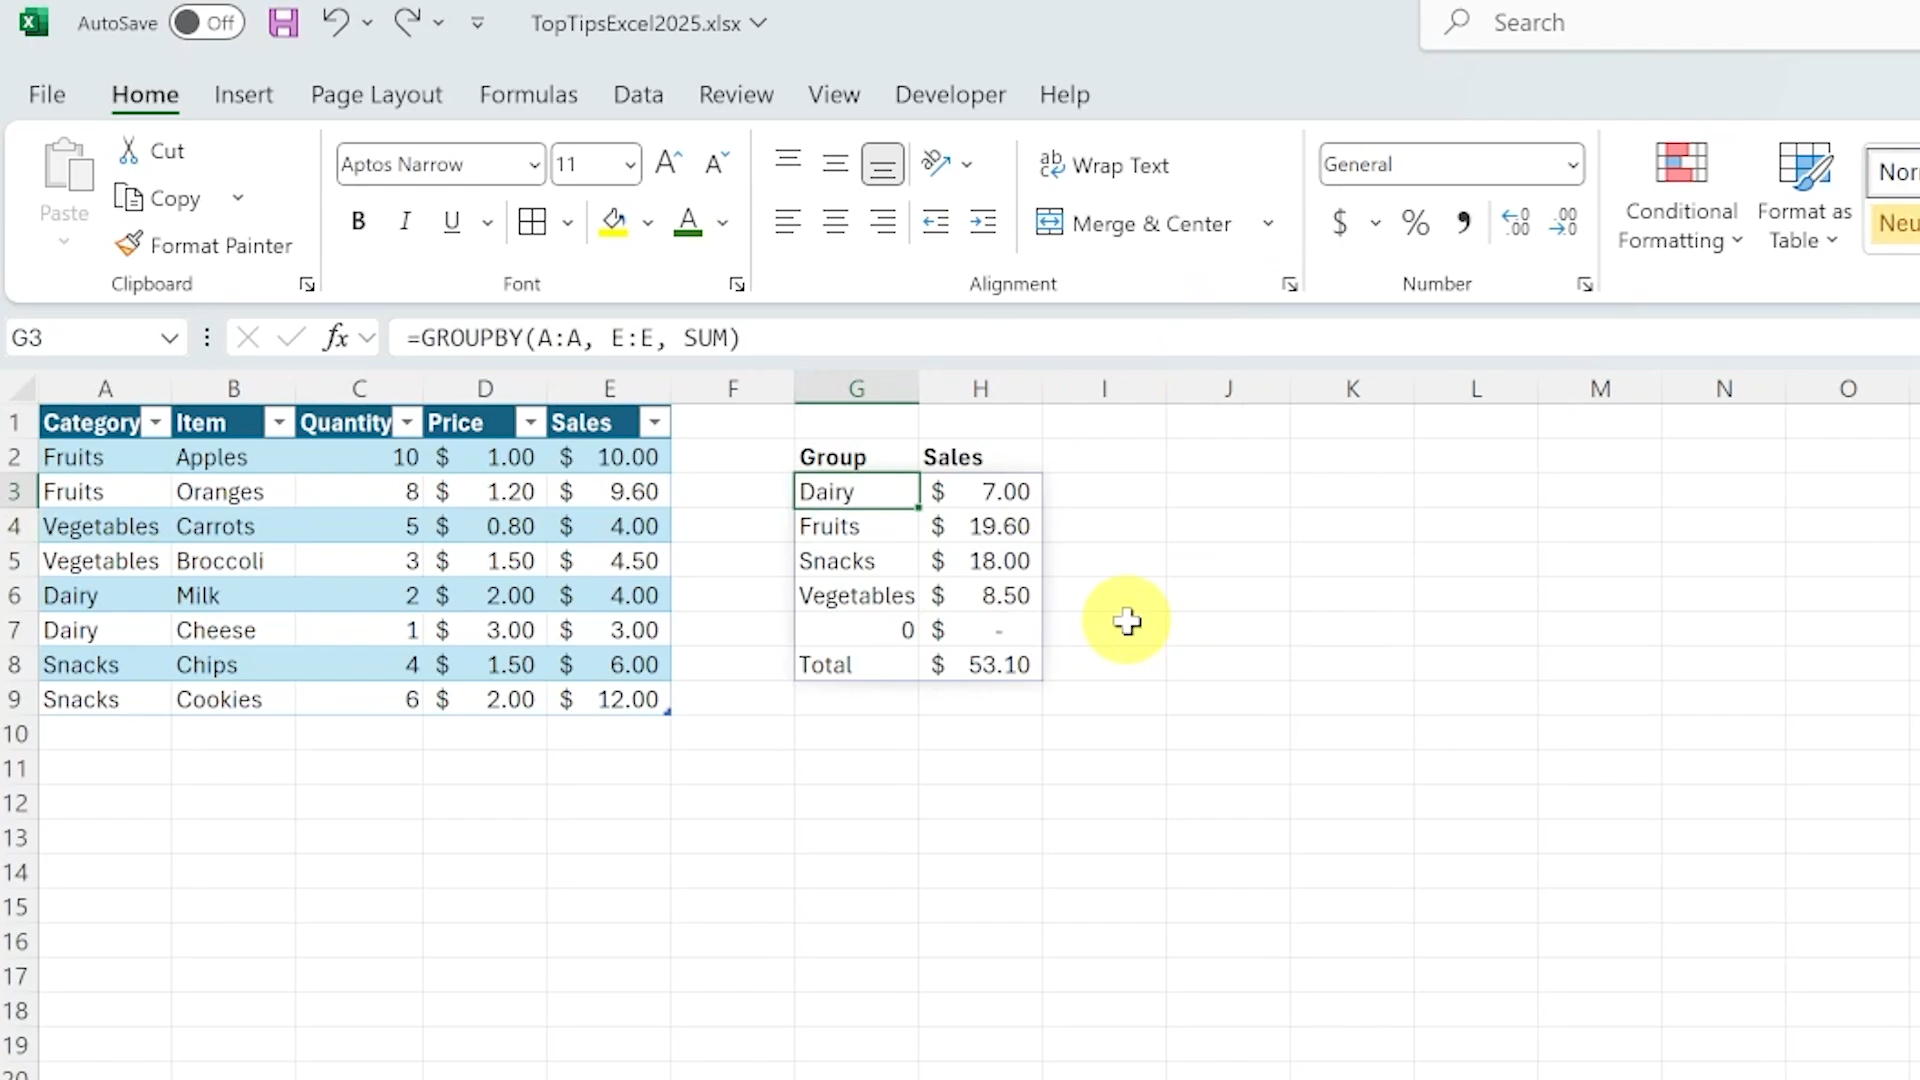 AutoSave Off TopTipsExcel2025.xlsx Search
File Home Insert Page Layout Formulas Data Review View Developer Help
Paste
Cut
Copy
Format Painter
Clipboard
Aptos Narrow 11 A A
B I U A
Font
ab Wrap Text
Merge & Center
Alignment
General
$ % 9 .00 .00
Number
Conditional Formatting
Format as Table
G3 fx =GROUPBY(A:A, E:E, SUM)
A B C D E F G H I J K L M N O
1 Category Item Quantity Price Sales
2 Fruits Apples 10 $ 1.00 $ 10.00 Group Sales
3 Fruits Oranges 8 $ 1.20 $ 9.60 Dairy $ 7.00
4 Vegetables Carrots 5 $ 0.80 $ 4.00 Fruits $ 19.60
5 Vegetables Broccoli 3 $ 1.50 $ 4.50 Snacks $ 18.00
6 Dairy Milk 2 $ 2.00 $ 4.00 Vegetables $ 8.50
7 Dairy Cheese 1 $ 3.00 $ 3.00 0 $ -
8 Snacks Chips 4 $ 1.50 $ 6.00 Total $ 53.10
9 Snacks Cookies 6 $ 2.00 $ 12.00
10
11
12
13
14
15
16
17
18
19